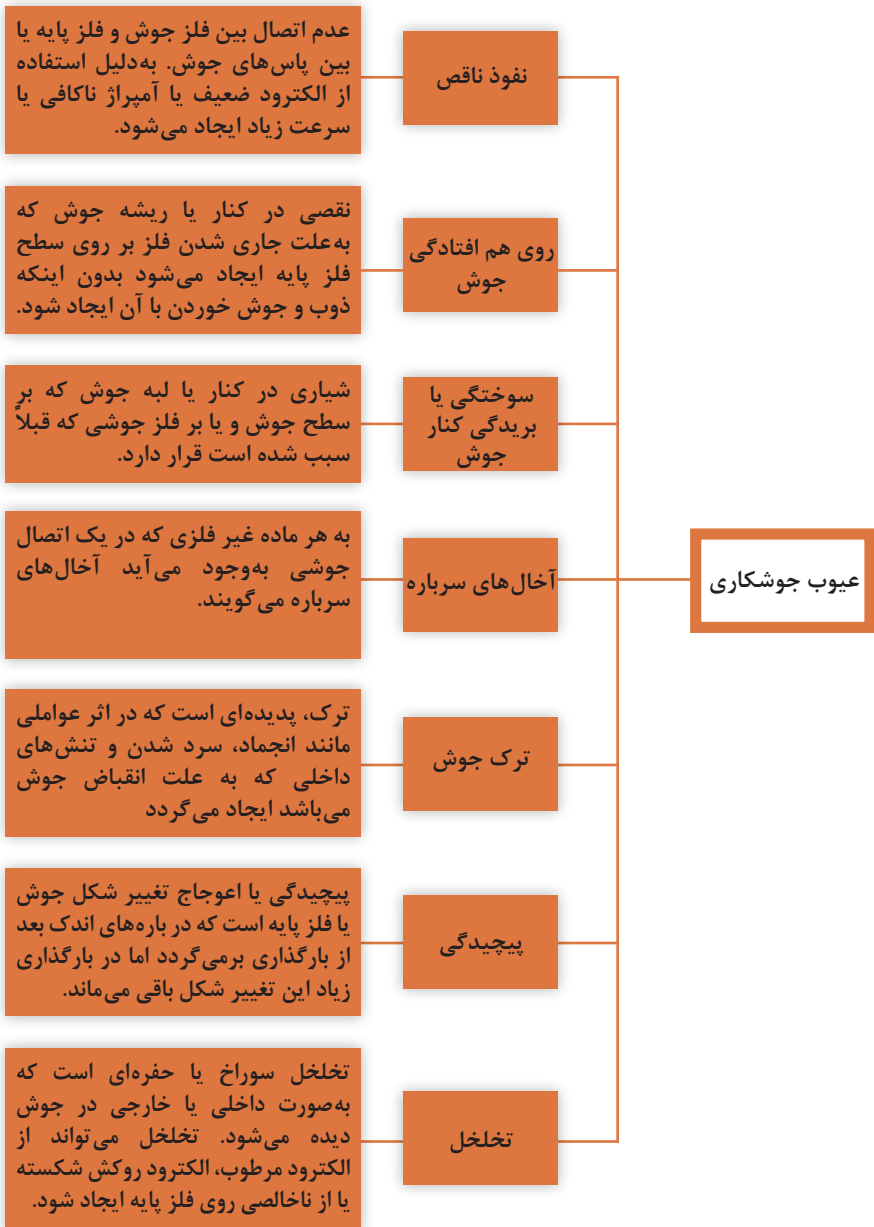 عیوب جوشکاری
نفوذ ناقص
عدم اتصال بین فلز جوش و فلز پایه یا
بین پاس‌های جوش. به‌دلیل استفاده
از الکترود ضعیف یا آمپراژ ناکافی یا
سرعت زیاد ایجاد می‌شود.
روی هم افتادگی
جوش
نقصی در کنار یا ریشه جوش که
به‌علت جاری شدن فلز بر روی سطح
فلز پایه ایجاد می‌شود بدون اینکه
ذوب و جوش خوردن با آن ایجاد شود.
سوختگی یا
بریدگی کنار
جوش
شیاری در کنار یا لبه جوش که بر
سطح جوش و یا بر فلز جوشی که قبلاً
سبب شده است قرار دارد.
آخال‌های سرباره
به هر ماده غیر فلزی که در یک اتصال
جوشی به‌وجود می‌آید آخال‌های
سرباره می‌گویند.
ترک جوش
ترک، پدیده‌ای است که در اثر عواملی
مانند انجماد، سرد شدن و تنش‌های
داخلی که به علت انقباض جوش
می‌باشد ایجاد می‌گردد
پیچیدگی
پیچیدگی یا اعوجاج تغییر شکل جوش
یا فلز پایه است که در باره‌های اندک بعد
از بارگذاری برمی‌گردد اما در بارگذاری
زیاد این تغییر شکل باقی می‌ماند.
تخلخل
تخلخل سوراخ یا حفره‌ای است که
به‌صورت داخلی یا خارجی در جوش
دیده می‌شود. تخلخل می‌تواند از
الکترود مرطوب، الکترود روکش شکسته
یا از ناخالصی روی فلز پایه ایجاد شود.